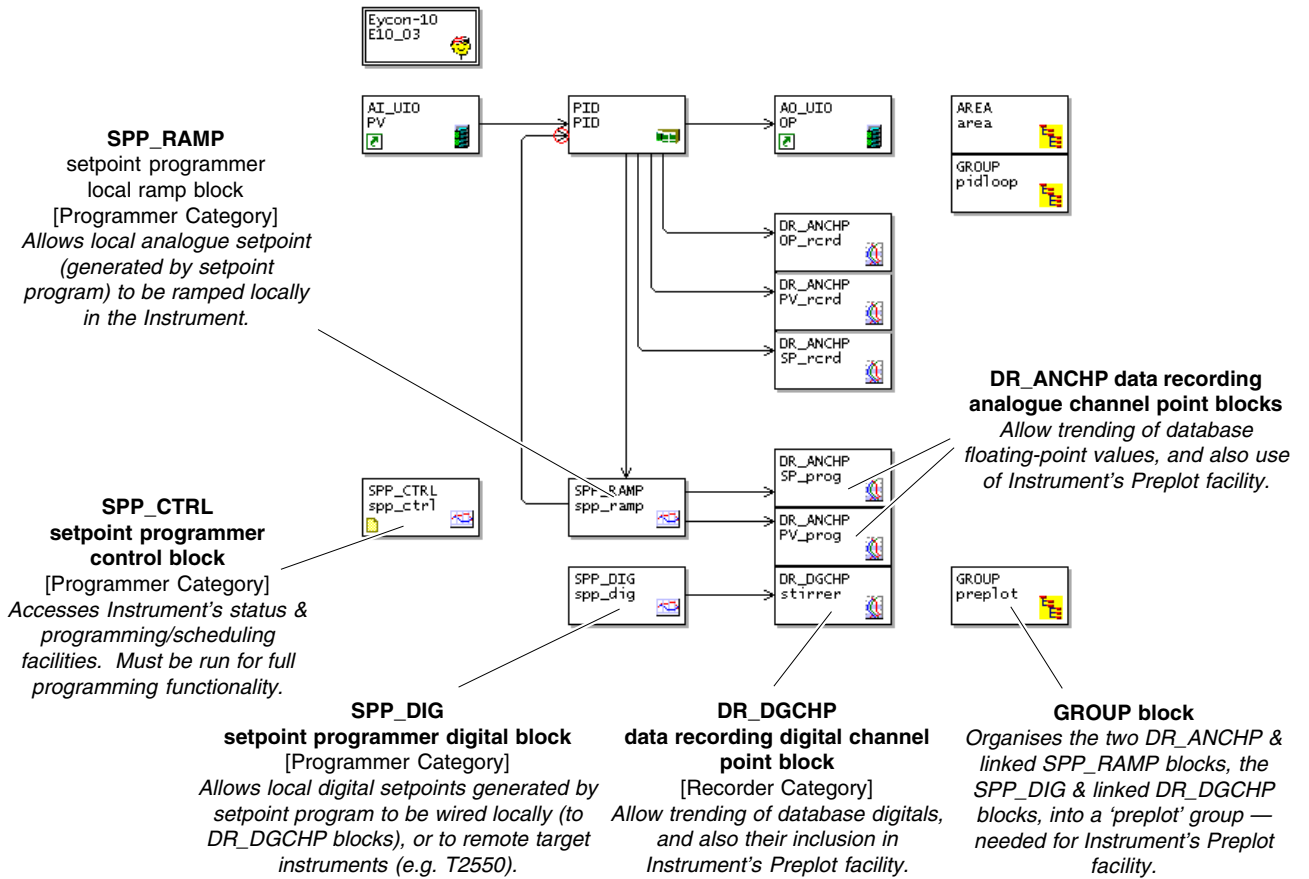 Eycon-10
E10_03
AI_UIO
PV
PID
PID
AO_UIO
OP
AREA
area
GROUP
pidloop
SPP_RAMP
setpoint programmer
local ramp block
[Programmer Category]
Allows local analogue setpoint
(generated by setpoint
program) to be ramped locally
in the Instrument.
DR_ANCHP
OP_rcrd
DR_ANCHP
PV_rcrd
DR_ANCHP
SP_rcrd
DR_ANCHP data recording
analogue channel point blocks
Allow trending of database
floating-point values, and also use
of Instrument's Preplot facility.
SPP_CTRL
spp_ctrl
SPP_RAMP
spp_ramp
DR_ANCHP
SP_prog
DR_ANCHP
PV_prog
SPP_CTRL
setpoint programmer
control block
[Programmer Category]
Accesses Instrument's status &
programming/scheduling
facilities. Must be run for full
programming functionality.
SPP_DIG
spp_dig
DR_DGCHP
stirrer
GROUP
preplot
SPP_DIG
setpoint programmer digital block
[Programmer Category]
Allows local digital setpoints generated by
setpoint program to be wired locally (to
DR_DGCHP blocks), or to remote target
instruments (e.g. T2550).
DR_DGCHP
data recording digital channel
point block
[Recorder Category]
Allow trending of database digitals,
and also their inclusion in
Instrument's Preplot facility.
GROUP block
Organises the two DR_ANCHP &
linked SPP_RAMP blocks, the
SPP_DIG & linked DR_DGCHP
blocks, into a 'preplot' group —
needed for Instrument's Preplot
facility.